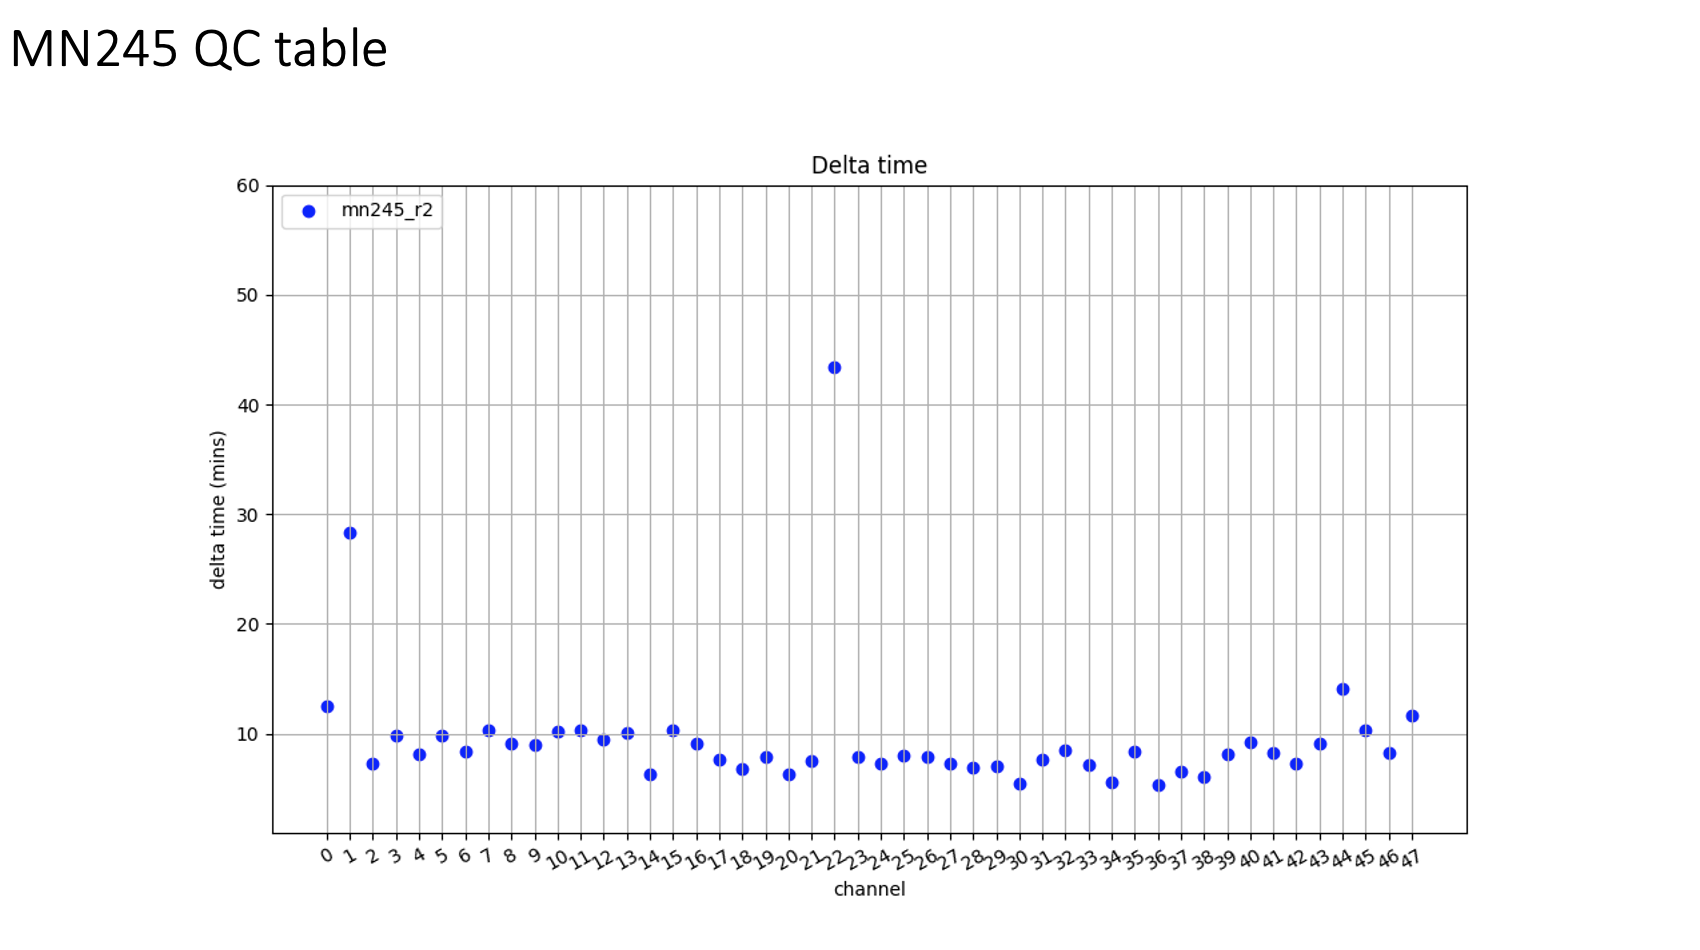 MN245 QC table
Delta time
mn245_r2
60
50
40
30
20
10
delta time (mins)
0 1 2 3 4 5 6 7 8 9 10 11 12 13 14 15 16 17 18 19 20 21 22 23 24 25 26 27 28 29 30 31 32 33 34 35 36 37 38 39 40 41 42 43 44 45 46 47
channel